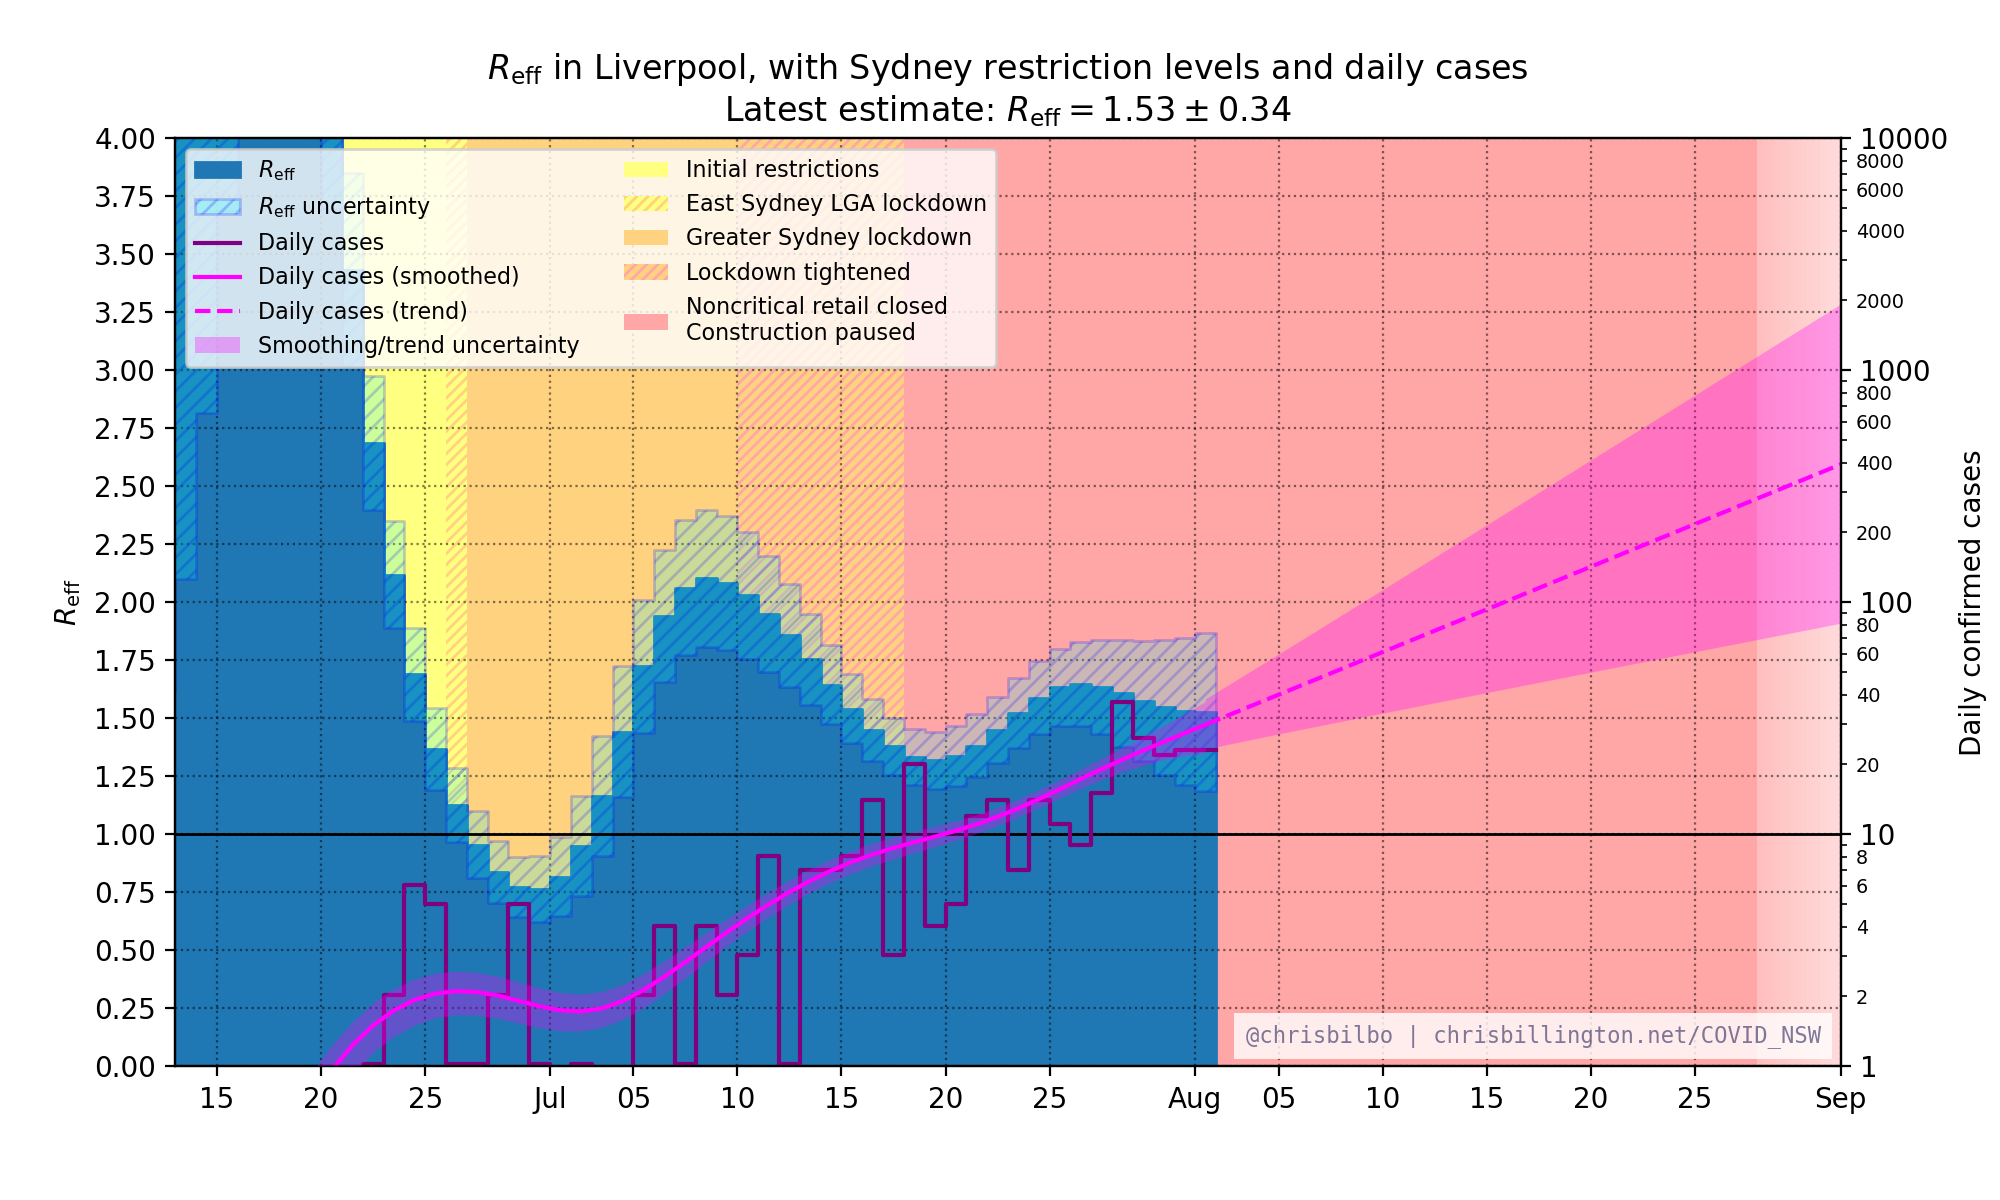 R_eff in Liverpool, with Sydney restriction levels and daily cases
Latest estimate: R_eff = 1.53 ± 0.34
R_eff
R_eff uncertainty
Daily cases
Daily cases (smoothed)
Daily cases (trend)
Smoothing/trend uncertainty
Initial restrictions
East Sydney LGA lockdown
Greater Sydney lockdown
Lockdown tightened
Noncritical retail closed
Construction paused
R_eff
4.00
3.75
3.50
3.25
3.00
2.75
2.50
2.25
2.00
1.75
1.50
1.25
1.00
0.75
0.50
0.25
0.00
10000
8000
6000
4000
2000
1000
800
600
400
200
100
80
60
40
20
10
8
6
4
2
1
Daily confirmed cases
@chrisbilbo | chrisbillington.net/COVID_NSW
15 20 25 Jul 05 10 15 20 25 Aug 05 10 15 20 25 Sep